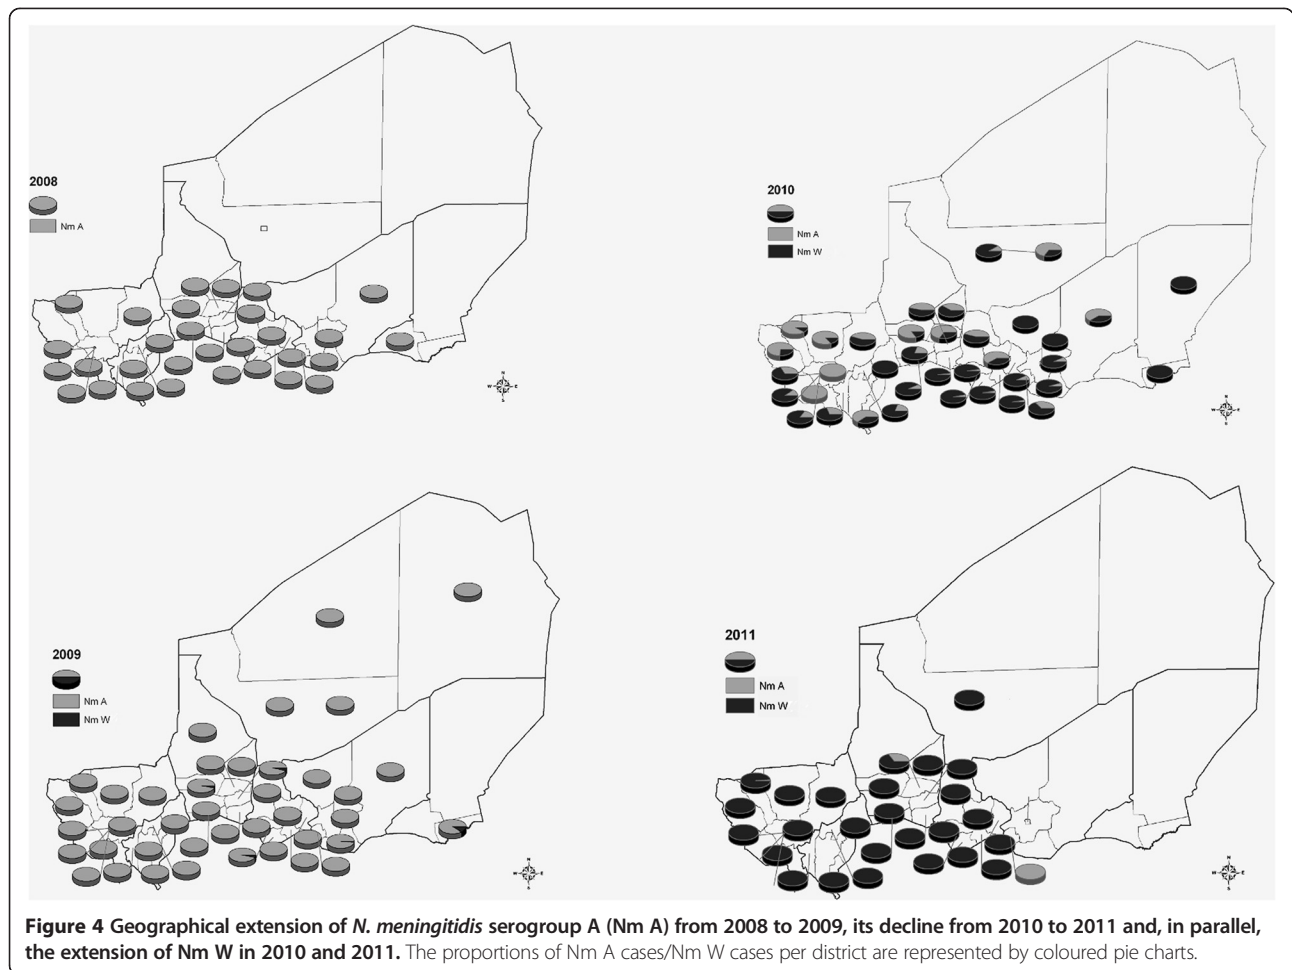 2008
Nm A
N
W E
S
2010
Nm A
Nm W
N
W E
S
2009
Nm A
Nm W
N
W E
S
2011
Nm A
Nm W
N
W E
S
Figure 4 Geographical extension of N. meningitidis serogroup A (Nm A) from 2008 to 2009, its decline from 2010 to 2011 and, in parallel,
the extension of Nm W in 2010 and 2011. The proportions of Nm A cases/Nm W cases per district are represented by coloured pie charts.